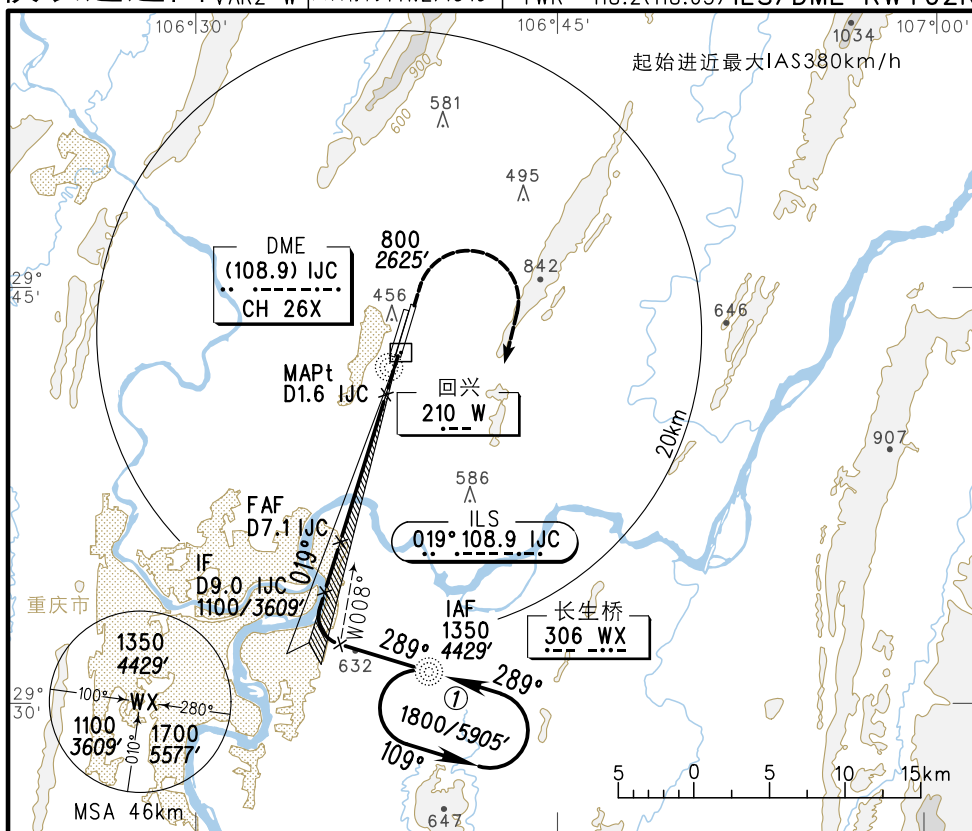 VAR2°W
ILS/DME RWY02R
106°30'
106°45'
107°00'
1034
起始进近最大IAS380km/h
900
600
581
495
DME
(108.9) IJC
CH 26X
800
2625'
842
29°
45'
456
646
MAPt
D1.6 IJC
回兴
210 W
20km
907
586
FAF
D7.1 IJC
ILS
019° 108.9 IJC
019°
IF
D9.0 IJC
1100/3609'
W008°
重庆市
IAF
1350
4429'
长生桥
306 WX
632
289°
289°
①
1800/5905'
109°
29°
30'
1350
4429'
100°
WX
280°
1100
3609'
010°
1700
5577'
MSA 46km
647
5 0 5 10 15km